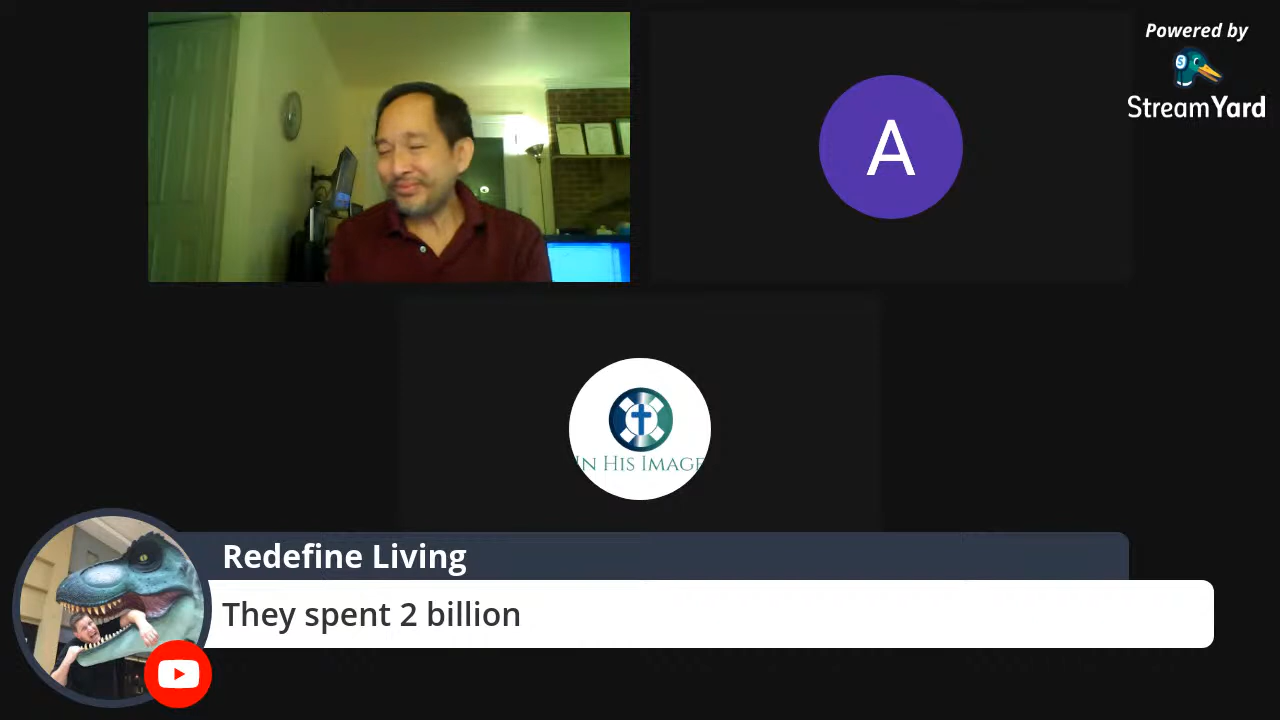 Powered by
StreamYard
A
IN HIS IMAGE
Redefine Living
They spent 2 billion